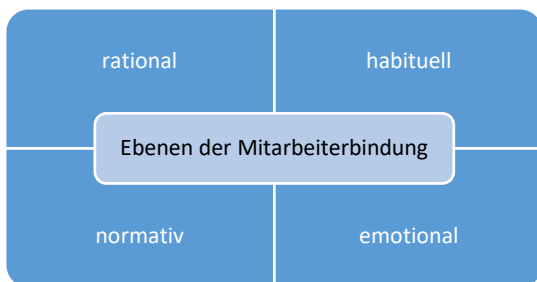 rational
habituell
Ebenen der Mitarbeiterbindung
normativ
emotional